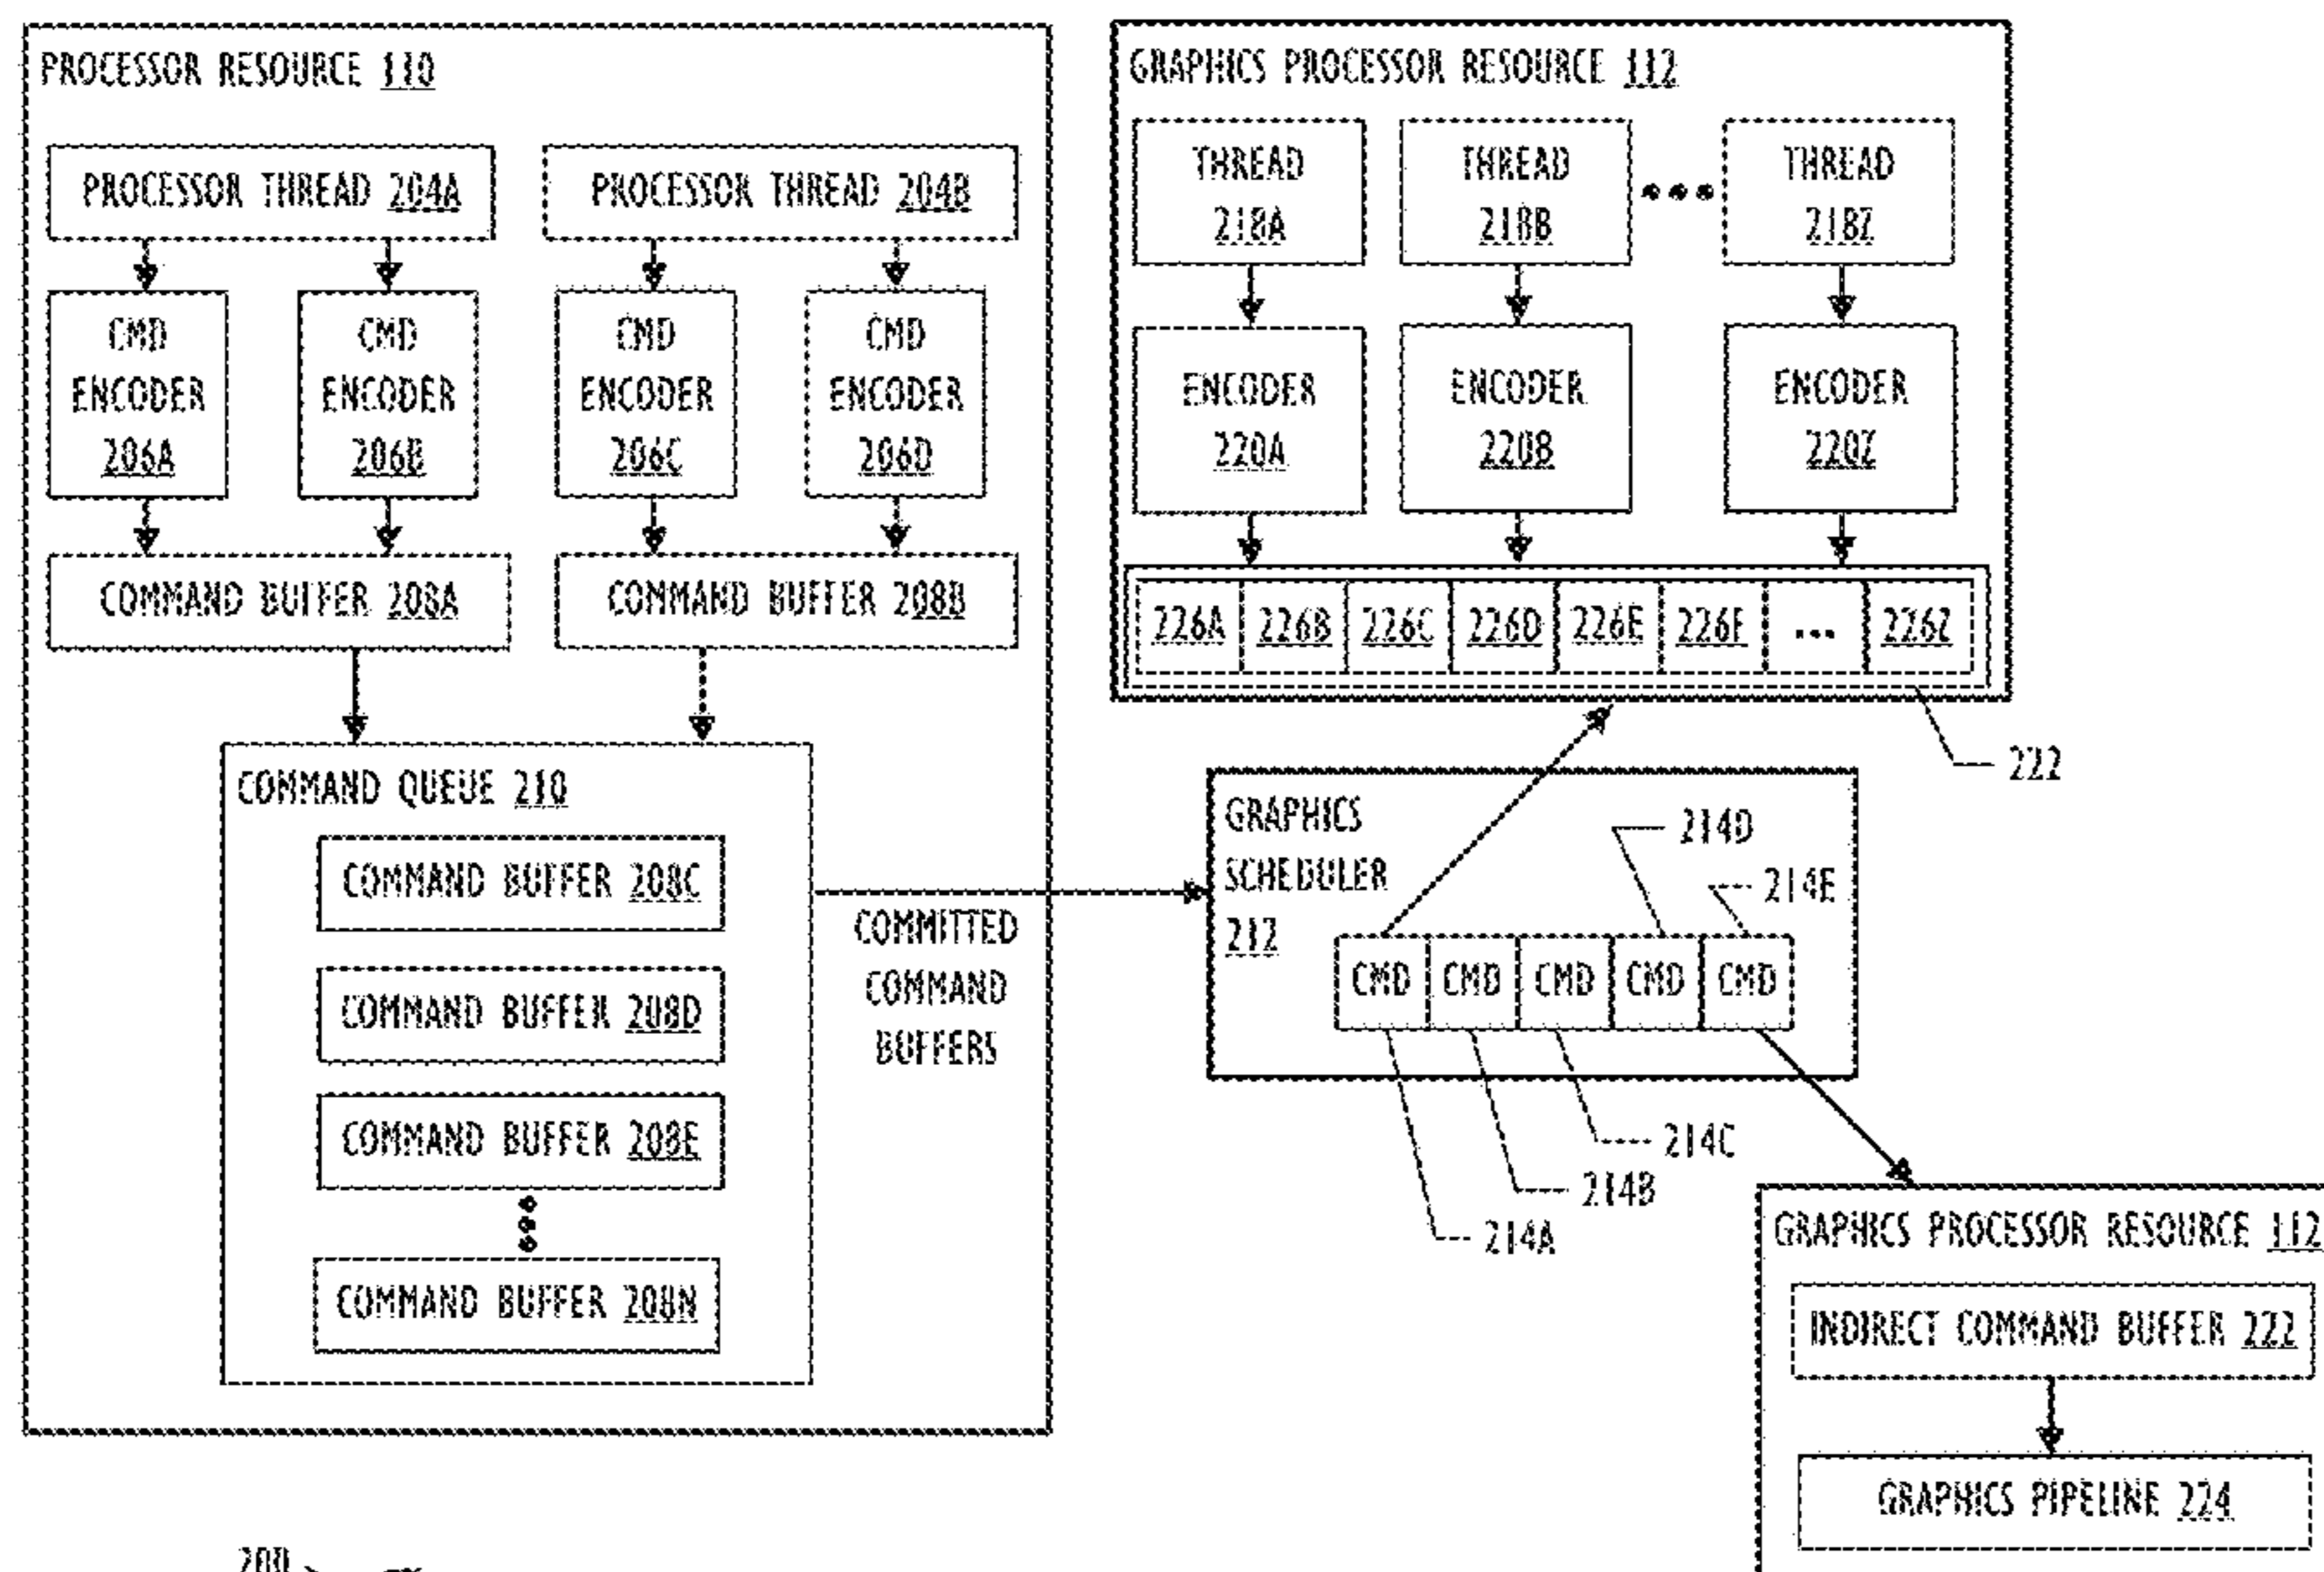 PROCESSOR RESOURCE 110
PROCESSOR THREAD 204A
PROCESSOR THREAD 204B
CMD
ENCODER
206A
CMD
ENCODER
206B
CMD
ENCODER
206C
CMD
ENCODER
206D
COMMAND BUFFER 208A
COMMAND BUFFER 208B
COMMAND QUEUE 210
COMMAND BUFFER 208C
COMMAND BUFFER 208D
COMMAND BUFFER 208E
COMMAND BUFFER 208N
COMMITTED
COMMAND
BUFFERS
GRAPHICS PROCESSOR RESOURCE 112
THREAD
218A
THREAD
218B
THREAD
218Z
ENCODER
220A
ENCODER
220B
ENCODER
220Z
226A 226B 226C 226D 226E 226F ... 226Z
222
GRAPHICS
SCHEDULER
212
214D
214E
CMD CMD CMD CMD CMD
214C
214B
214A
GRAPHICS PROCESSOR RESOURCE 112
INDIRECT COMMAND BUFFER 222
GRAPHICS PIPELINE 224
200